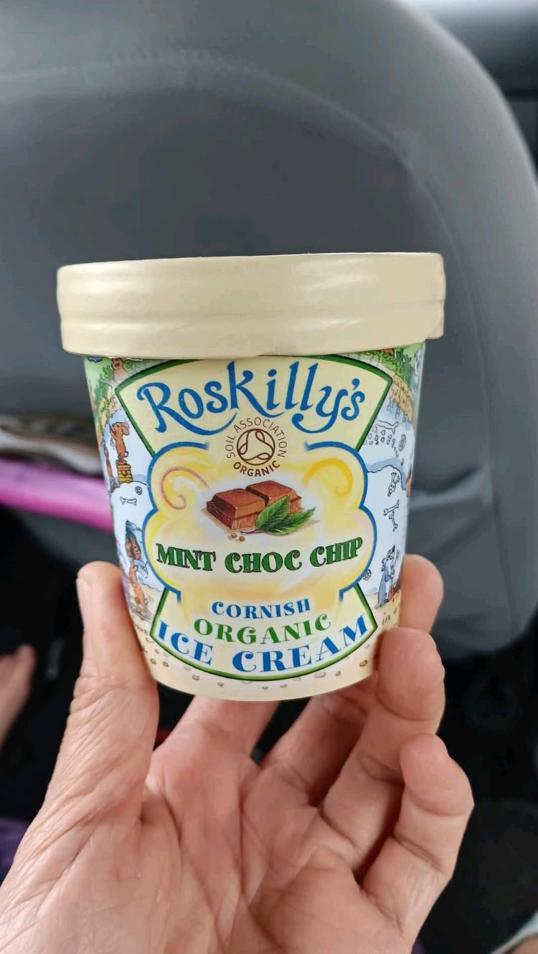 Roskilly's
SOIL ASSOCIATION
ORGANIC
MINT CHOC CHIP
CORNISH
ORGANIC
ICE CREAM